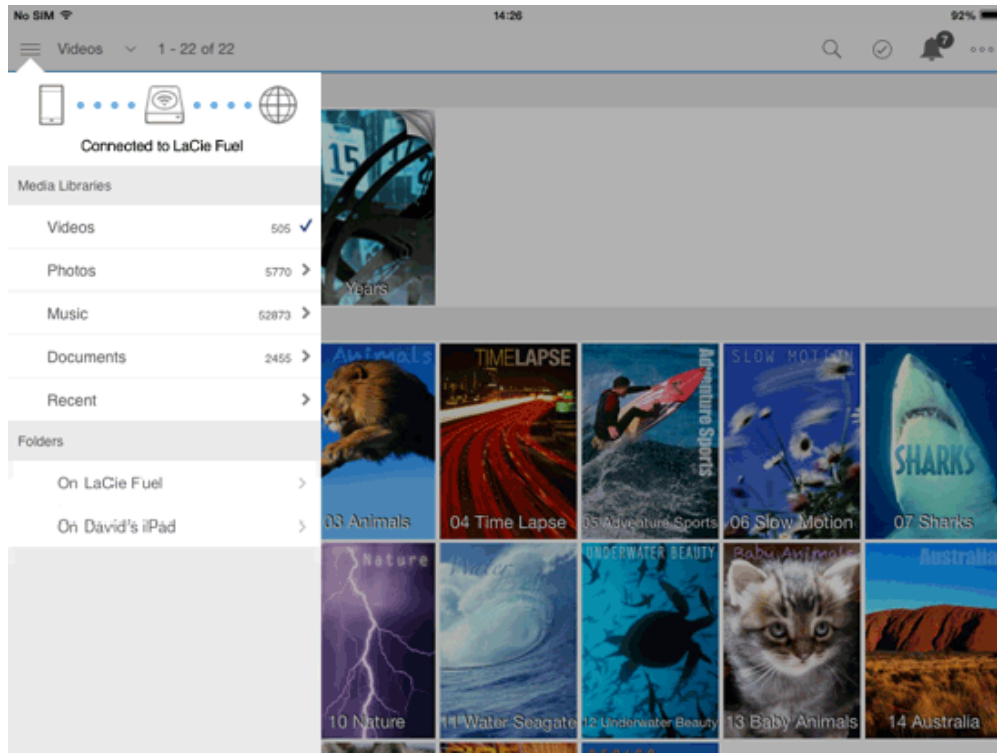 No SIM 14:26 92%
Videos 1 - 22 of 22 7
Connected to LaCie Fuel
Media Libraries
Videos 505
Photos 5770
Music 52873
Documents 2455
Recent
Folders
On LaCie Fuel
On David's iPad
15
Years
Animals
03 Animals
TIMELAPSE
04 Time Lapse
Adventure Sports
05 Adventure Sports
SLOW MOTION
06 Slow Motion
SHARKS
07 Sharks
Nature
10 Nature
Water
11 Water Seagate
UNDERWATER BEAUTY
12 Underwater Beauty
Baby Animals
13 Baby Animals
Australia
14 Australia